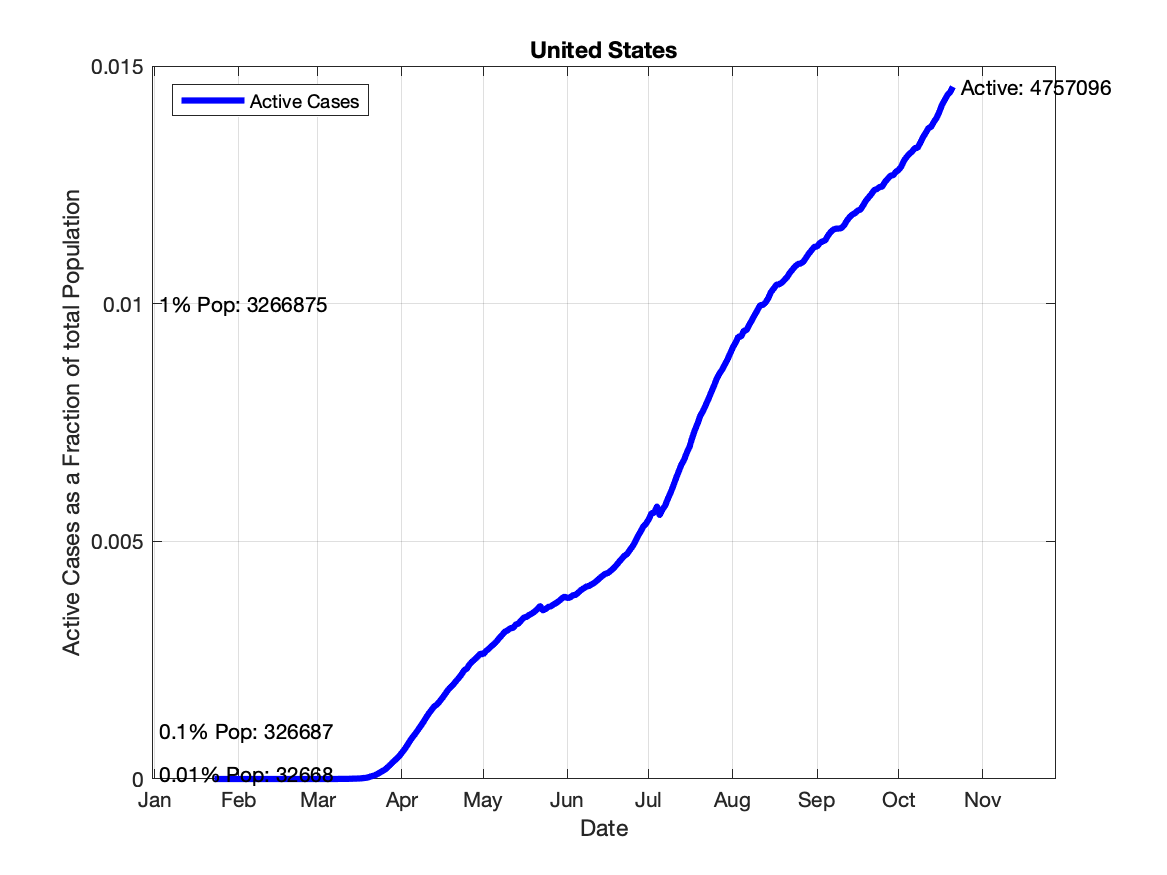 United States
0.015
Active Cases
Active: 4757096
Active Cases as a Fraction of total Population
0.01
1% Pop: 3266875
0.005
0.1% Pop: 326687
0
0.01% Pop: 32668
Jan Feb Mar Apr May Jun Jul Aug Sep Oct Nov
Date